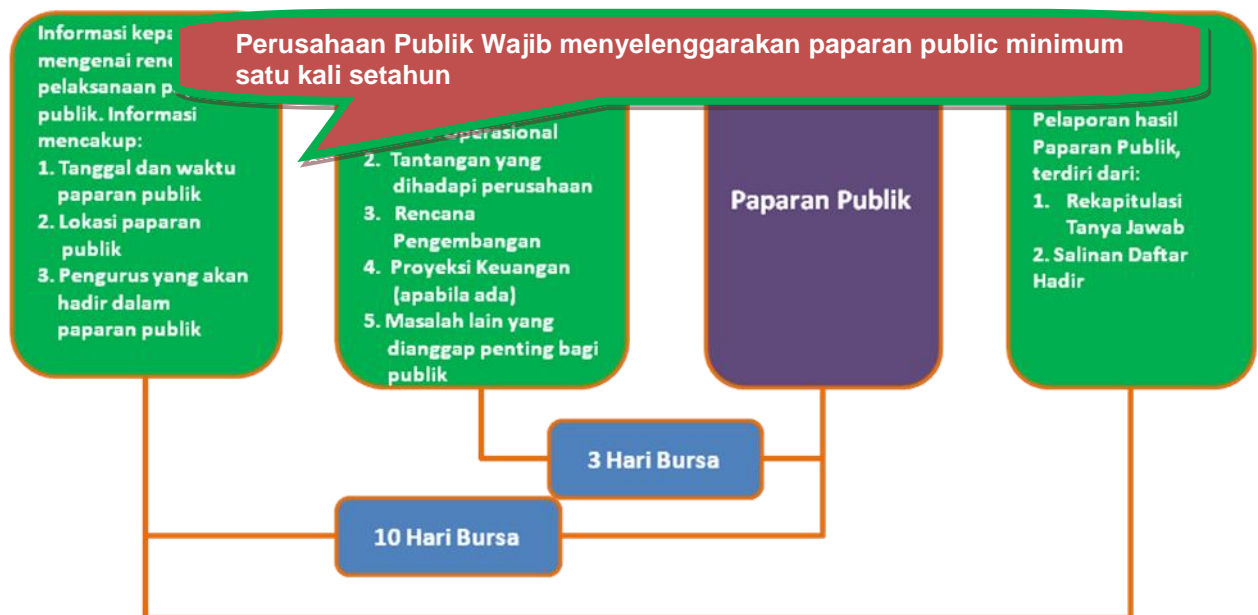 Perusahaan Publik Wajib menyelenggarakan paparan public minimum
satu kali setahun
Informasi
mengenai
pelaksanaan
publik. Informasi
mencakup:
1. Tanggal dan waktu
paparan publik
2. Lokasi paparan
publik
3. Pengurus yang akan
hadir dalam
paparan publik
Operasional
2. Tantangan yang
dihadapi perusahaan
3. Rencana
Pengembangan
4. Proyeksi Keuangan
(apabila ada)
5. Masalah lain yang
dianggap penting bagi
publik
Paparan Publik
Pelaporan hasil
Paparan Publik,
terdiri dari:
1. Rekapitulasi
Tanya Jawab
2. Salinan Daftar
Hadir
3 Hari Bursa
10 Hari Bursa